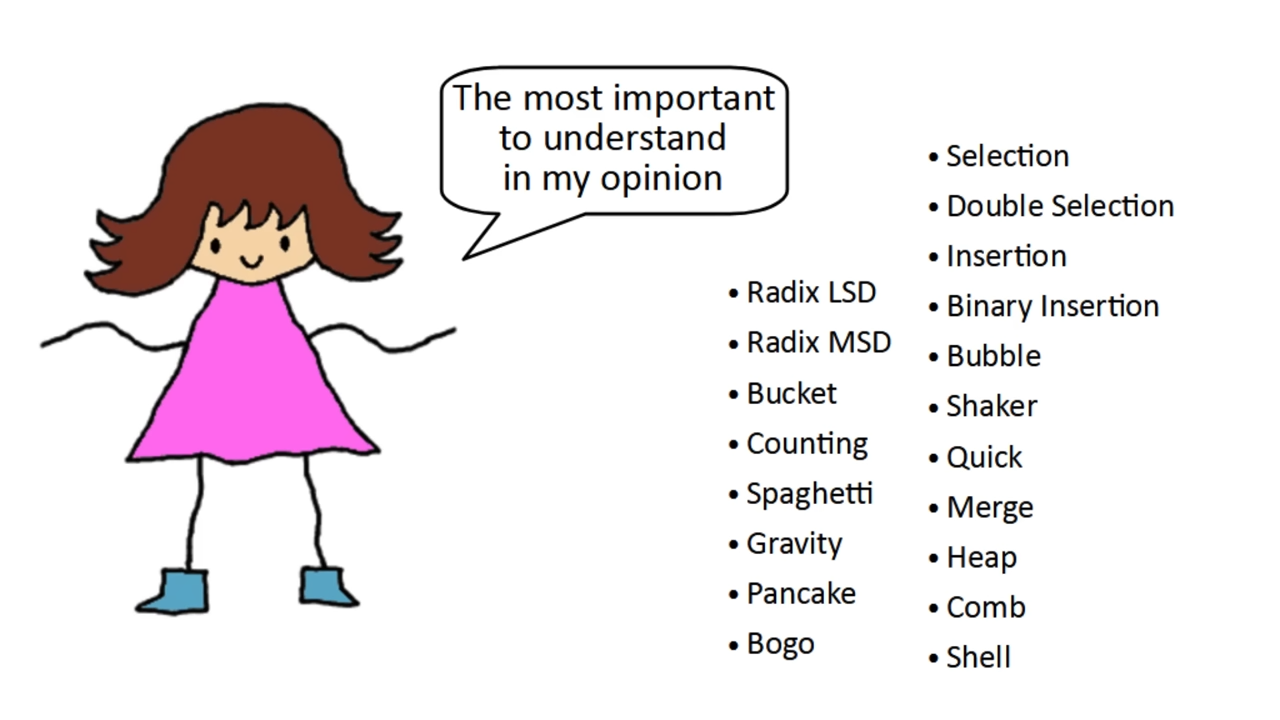 The most important
to understand
in my opinion
• Radix LSD
• Radix MSD
• Bucket
• Counting
• Spaghetti
• Gravity
• Pancake
• Bogo
• Selection
• Double Selection
• Insertion
• Binary Insertion
• Bubble
• Shaker
• Quick
• Merge
• Heap
• Comb
• Shell